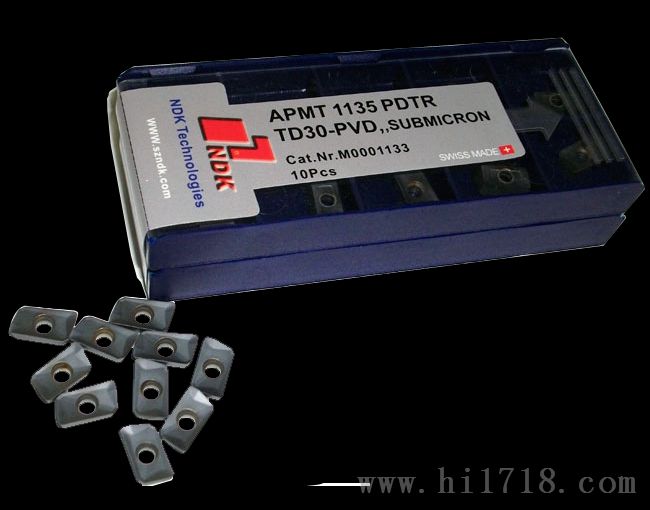 NDK Technologies
www.szndk.com
NDK
APMT 1135 PDTR
TD30-PVD,,SUBMICRON
Cat.Nr.M0001133
10Pcs
SWISS MADE
www.hi1718.com